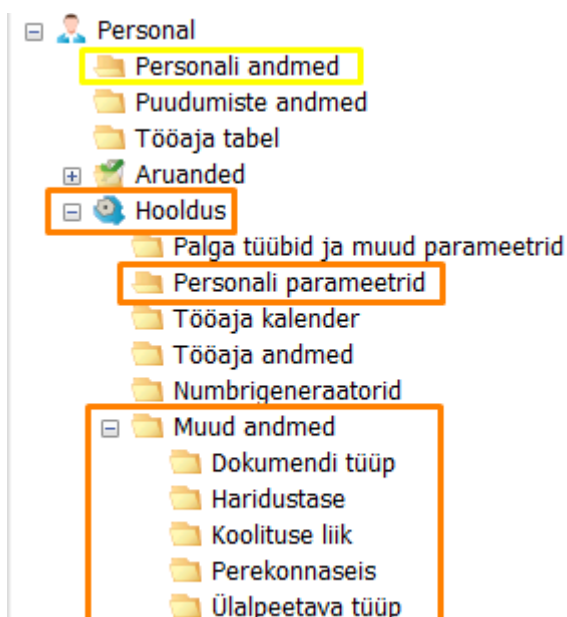 Personal
Personali andmed
Puudumiste andmed
Tööaja tabel
Aruanded
Hooldus
Palga tüübid ja muud parameetrid
Personali parameetrid
Tööaja kalender
Tööaja andmed
Numbrigeneraatorid
Muud andmed
Dokumendi tüüp
Haridustase
Koolituse liik
Perekonnaseis
Ülalpeetava tüüp